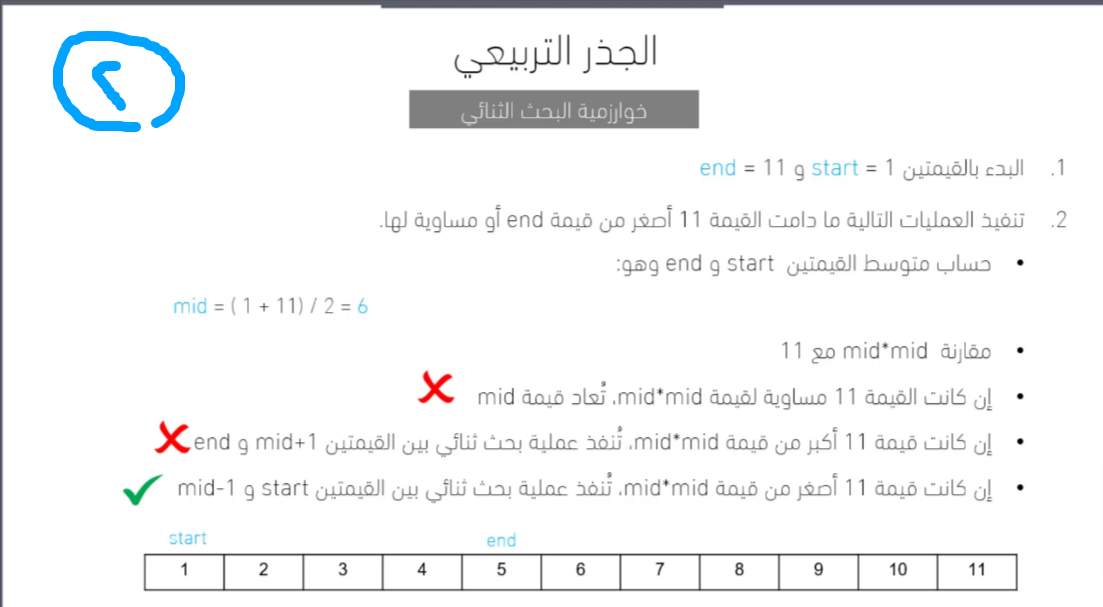 ٢
الجذر التربيعي
خوارزمية البحث الثنائي
1. البدء بالقيمتين start = 1 و end = 11
2. تنفيذ العمليات التالية ما دامت القيمة 11 أصغر من قيمة end أو مساوية لها.
• حساب متوسط القيمتين start و end وهو:
mid = ( 1 + 11) / 2 = 6
• مقارنة mid*mid مع 11
• إن كانت القيمة 11 مساوية لقيمة mid*mid، تُعاد قيمة mid
• إن كانت قيمة 11 أكبر من قيمة mid*mid، تُنفذ عملية بحث ثنائي بين القيمتين mid+1 و end
• إن كانت قيمة 11 أصغر من قيمة mid*mid، تُنفذ عملية بحث ثنائي بين القيمتين start و mid-1
start end
1 2 3 4 5 6 7 8 9 10 11